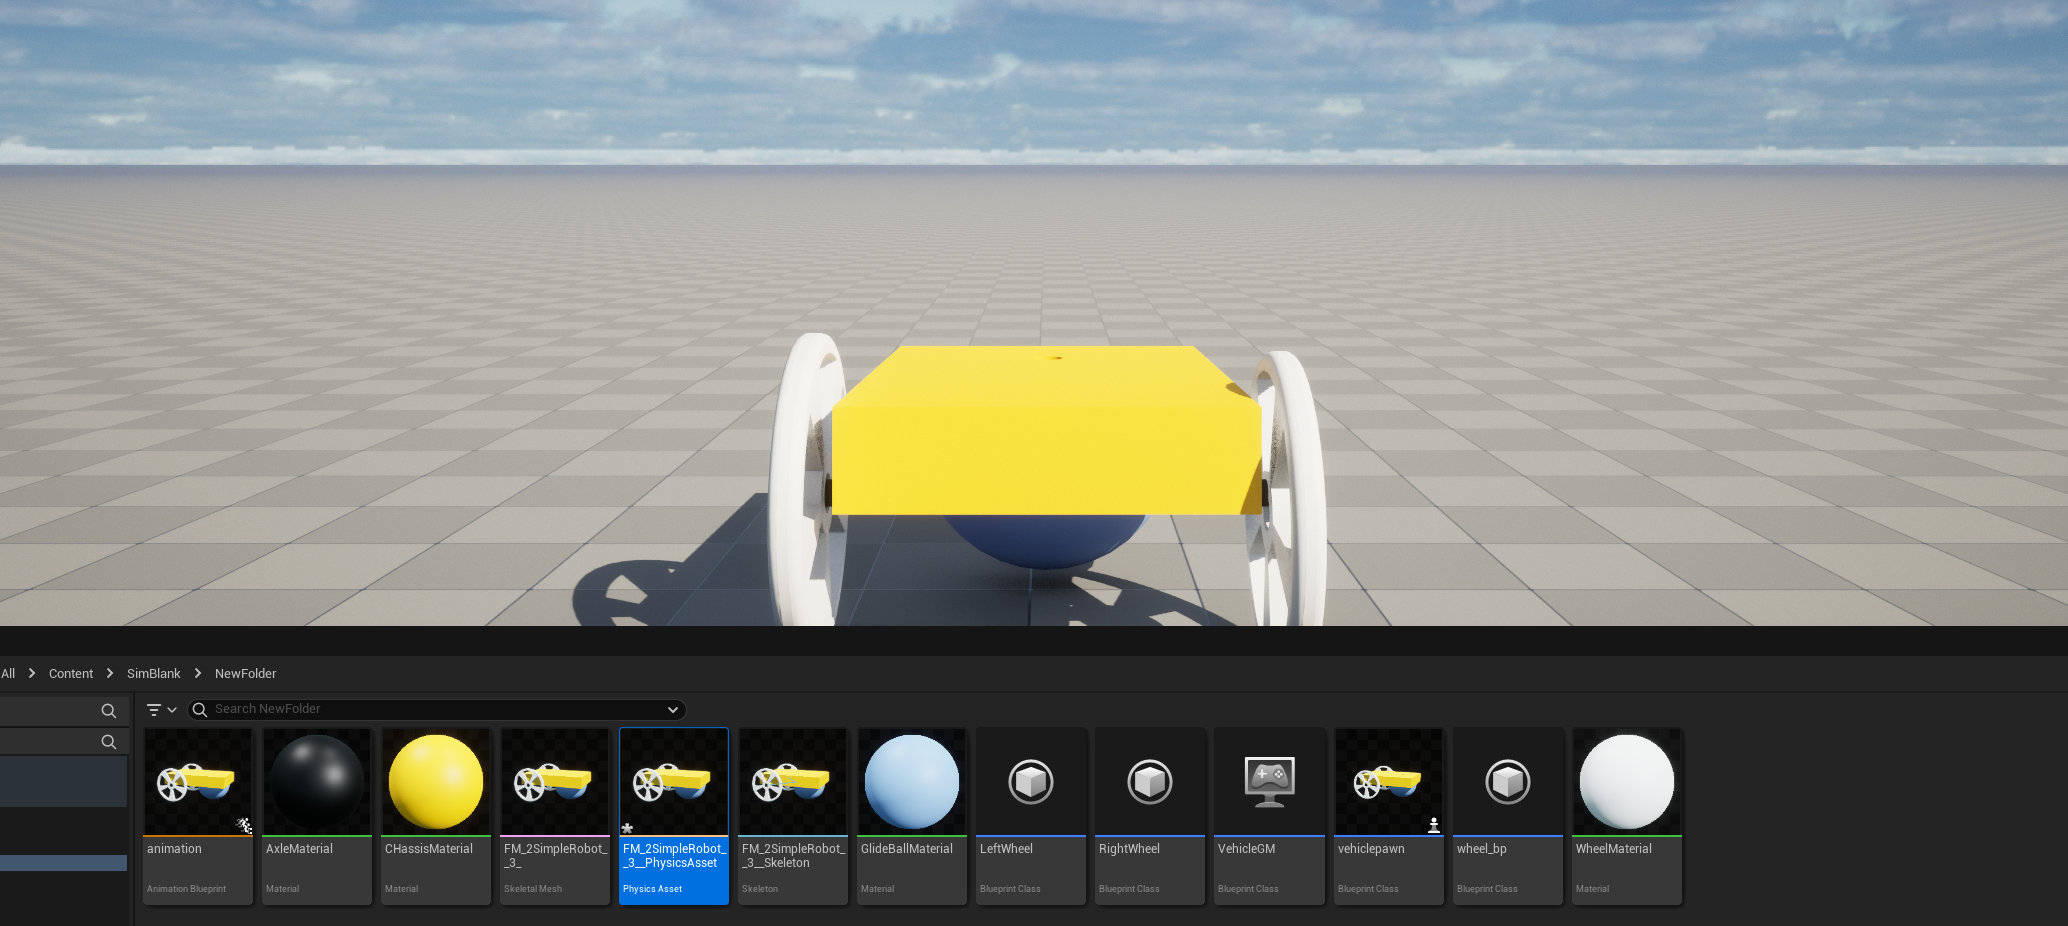 All > Content > SimBlank > NewFolder
Search NewFolder
animation
Animation Blueprint
AxleMaterial
Material
CHassisMaterial
Material
FM_2SimpleRobot_
_3_
Skeletal Mesh
FM_2SimpleRobot_
_3__PhysicsAsset
Physics Asset
FM_2SimpleRobot_
_3__Skeleton
Skeleton
GlideBallMaterial
Material
LeftWheel
Blueprint Class
RightWheel
Blueprint Class
VehicleGM
Blueprint Class
vehiclepawn
Blueprint Class
wheel_bp
Blueprint Class
WheelMaterial
Material